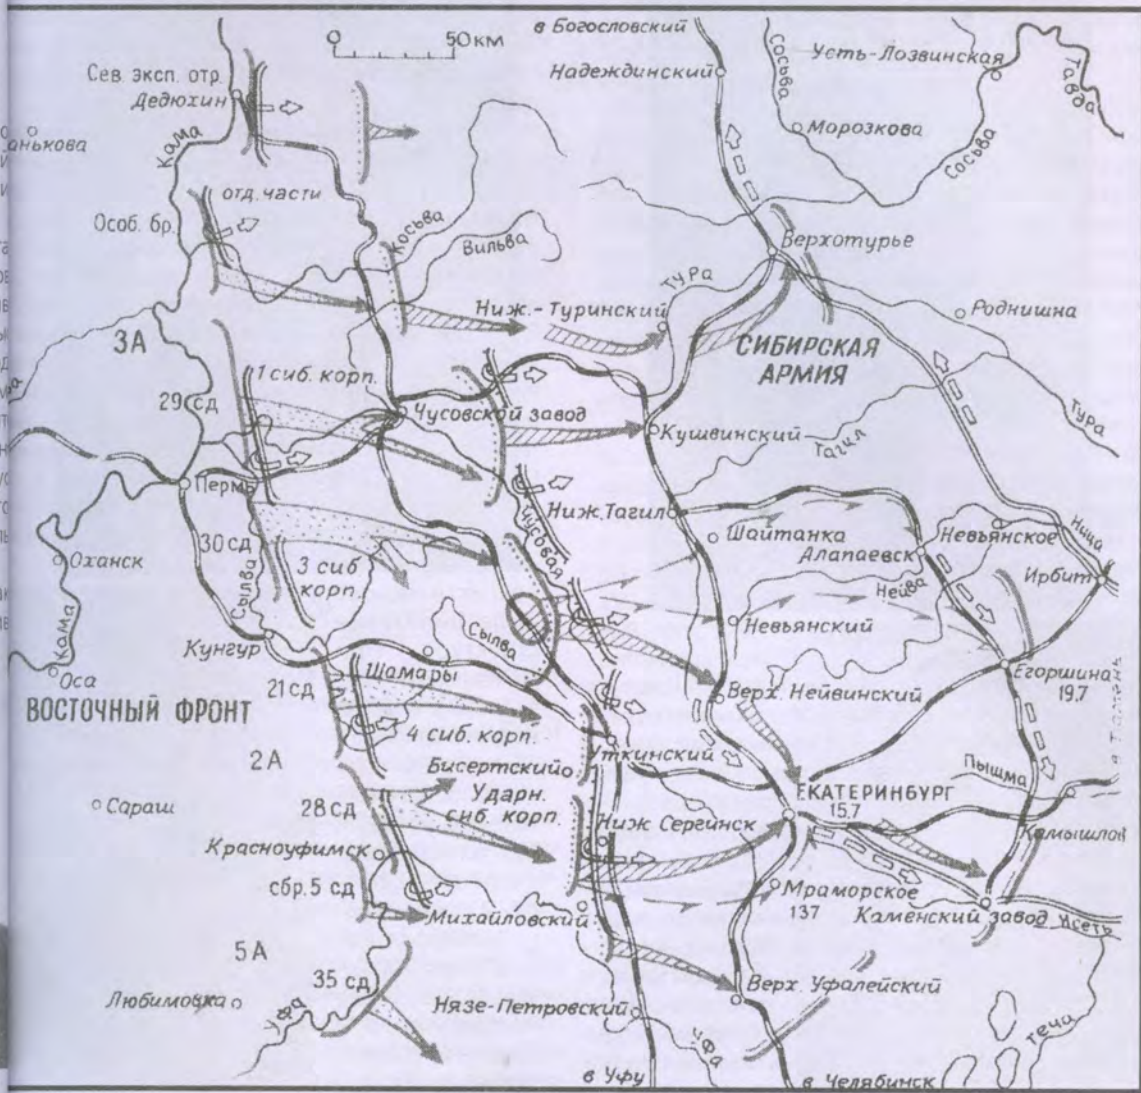 в Богословский
0 50 км
Сев. эксп. отр.
Дедюхин
Надеждинский
Сосьва
Усть-Лозвинская
Тавда
Морозкова
Сосьва
анькова
Кама
отд. части
Особ. бр.
Косьва
Вильва
Верхотурье
Тура
Ниж.-Туринский
Роднишна
СИБИРСКАЯ
АРМИЯ
3А
1 сиб. корп.
29 сд
Чусовской завод
Кушвинский
Тагил
Тура
Пермь
Ниж. Тагил
Чусовая
Шайтанка
Алапаевск
Невьянское
Ница
Ирбит
30 сд
Оханск
3 сиб
корп.
Сылва
Нейва
Сылва
Невьянский
Кама
Кунгур
Оса
Шамары
21 сд
Верх. Нейвинский
Егоршина
19.7
ВОСТОЧНЫЙ ФРОНТ
4 сиб. корп.
Уткинский
в Тюмень
2А
Бисертский
Пышма
Сараш
28 сд
Ударн.
сиб. корп.
ЕКАТЕРИНБУРГ
15.7
Ниж Сергинск
Камышлов
Красноуфимск
сбр. 5 сд
Михайловский
Мраморское
137
Каменский завод
Исеть
5А
35 сд
Любимовка
Уфа
Нязе-Петровский
Верх. Уфалейский
Уфа
Теча
в Уфу
в Челябинск